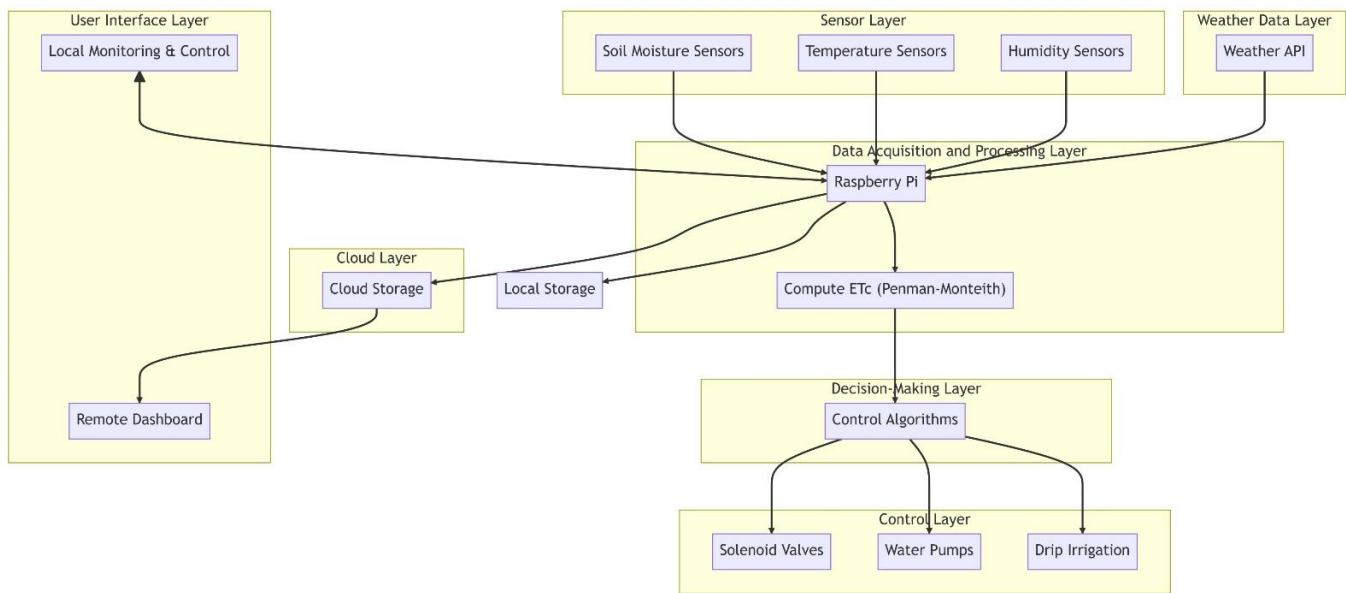 User Interface Layer
Local Monitoring & Control
Sensor Layer
Soil Moisture Sensors
Temperature Sensors
Humidity Sensors
Weather Data Layer
Weather API
Data Acquisition and Processing Layer
Raspberry Pi
Cloud Layer
Cloud Storage
Local Storage
Compute ETc (Penman-Monteith)
Remote Dashboard
Decision-Making Layer
Control Algorithms
Control Layer
Solenoid Valves
Water Pumps
Drip Irrigation